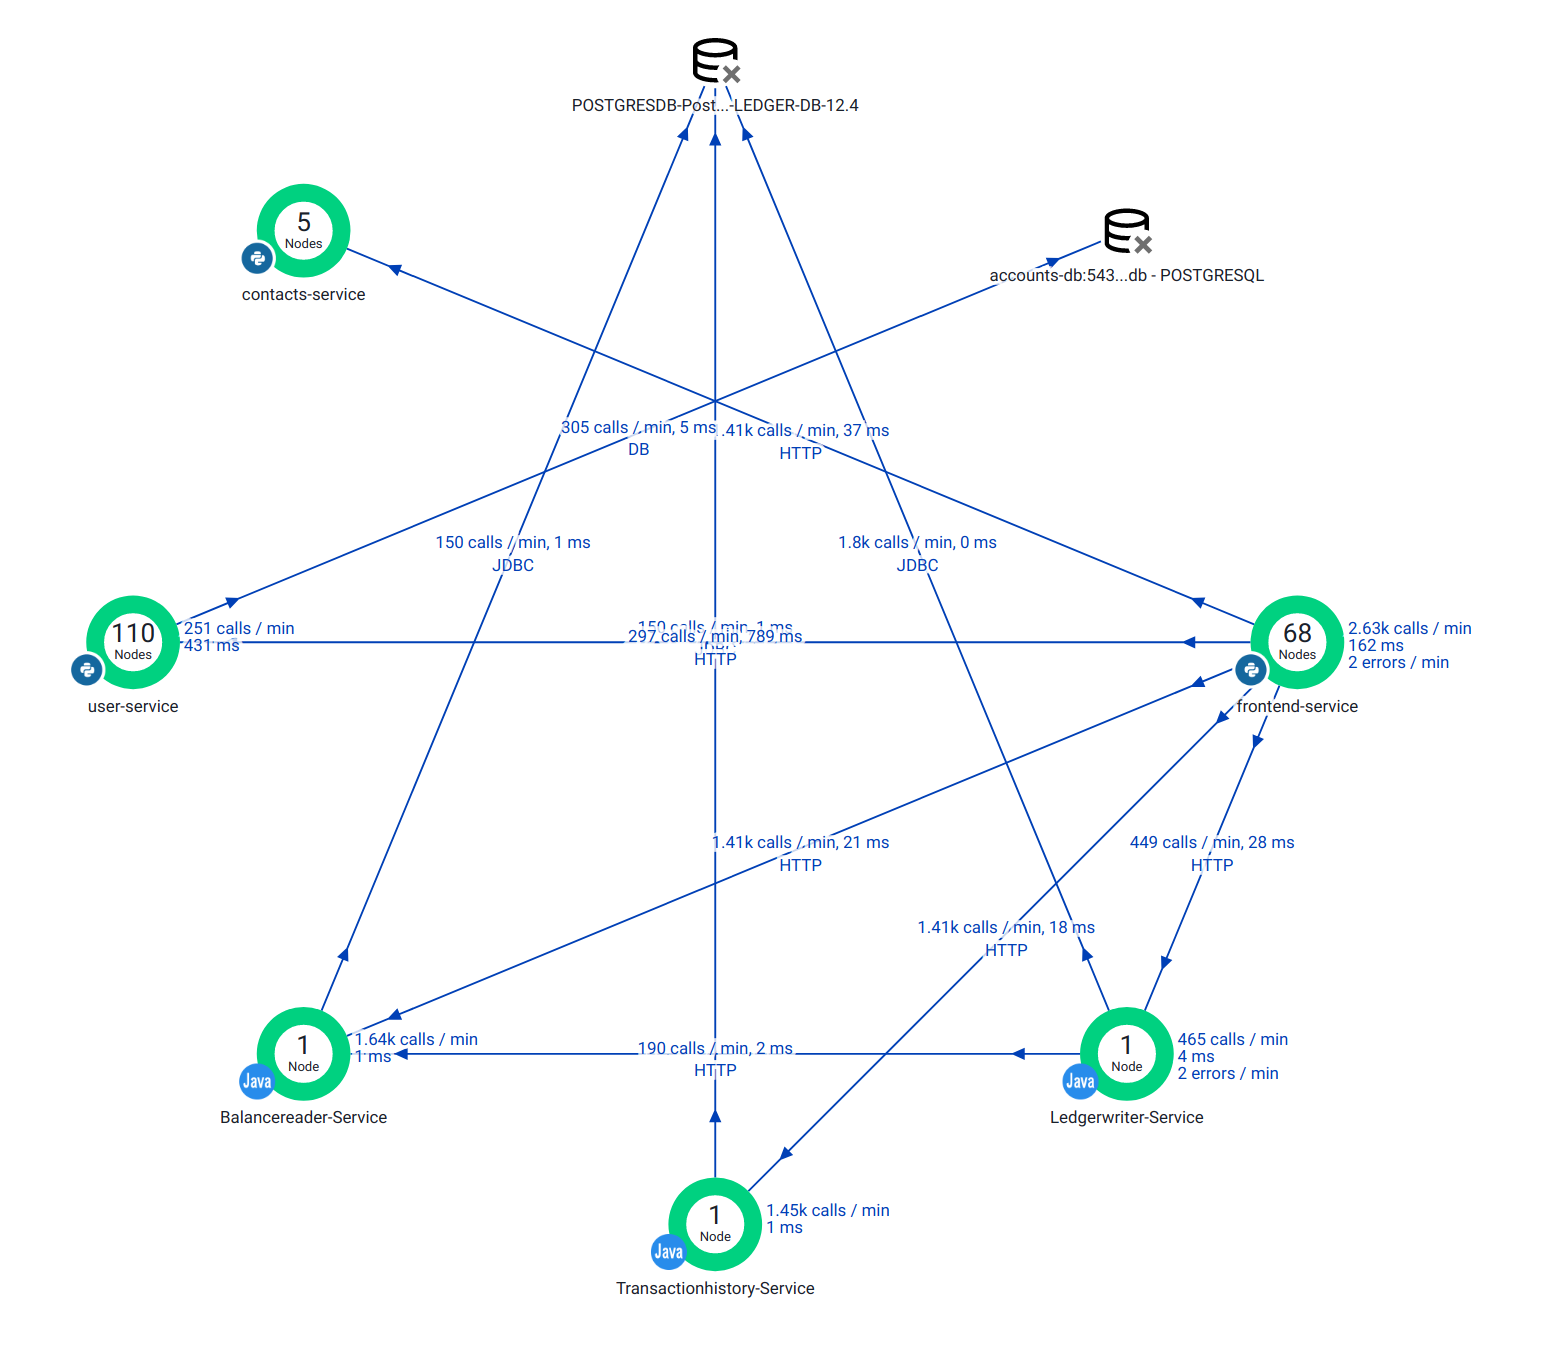 POSTGRESDB-Post...-LEDGER-DB-12.4
5
Nodes
contacts-service
accounts-db:543...db - POSTGRESQL
305 calls / min, 5 ms
DB
.41k calls / min, 37 ms
HTTP
150 calls / min, 1 ms
JDBC
1.8k calls / min, 0 ms
JDBC
110
Nodes
251 calls / min
431 ms
user-service
150 calls / min, 1 ms
297 calls / min, 789 ms
JDBC
HTTP
68
Nodes
2.63k calls / min
162 ms
2 errors / min
frontend-service
1.41k calls / min, 21 ms
HTTP
449 calls / min, 28 ms
HTTP
1.41k calls / min, 18 ms
HTTP
1
Node
1.64k calls / min
1 ms
Java
Balancereader-Service
190 calls / min, 2 ms
HTTP
1
Node
465 calls / min
4 ms
2 errors / min
Java
Ledgerwriter-Service
1
Node
1.45k calls / min
1 ms
Java
Transactionhistory-Service